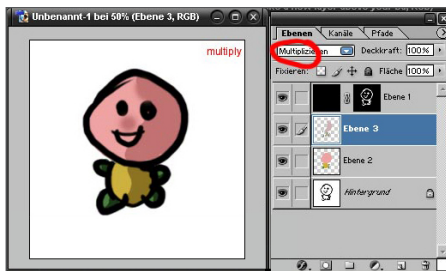 Unbenannt-1 bei 50% (Ebene 3, RGB)
multiply
Ebenen Kanäle Pfade
Multiplizieren Deckkraft: 100%
Fixieren: Fläche 100%
Ebene 1
Ebene 3
Ebene 2
Hintergrund